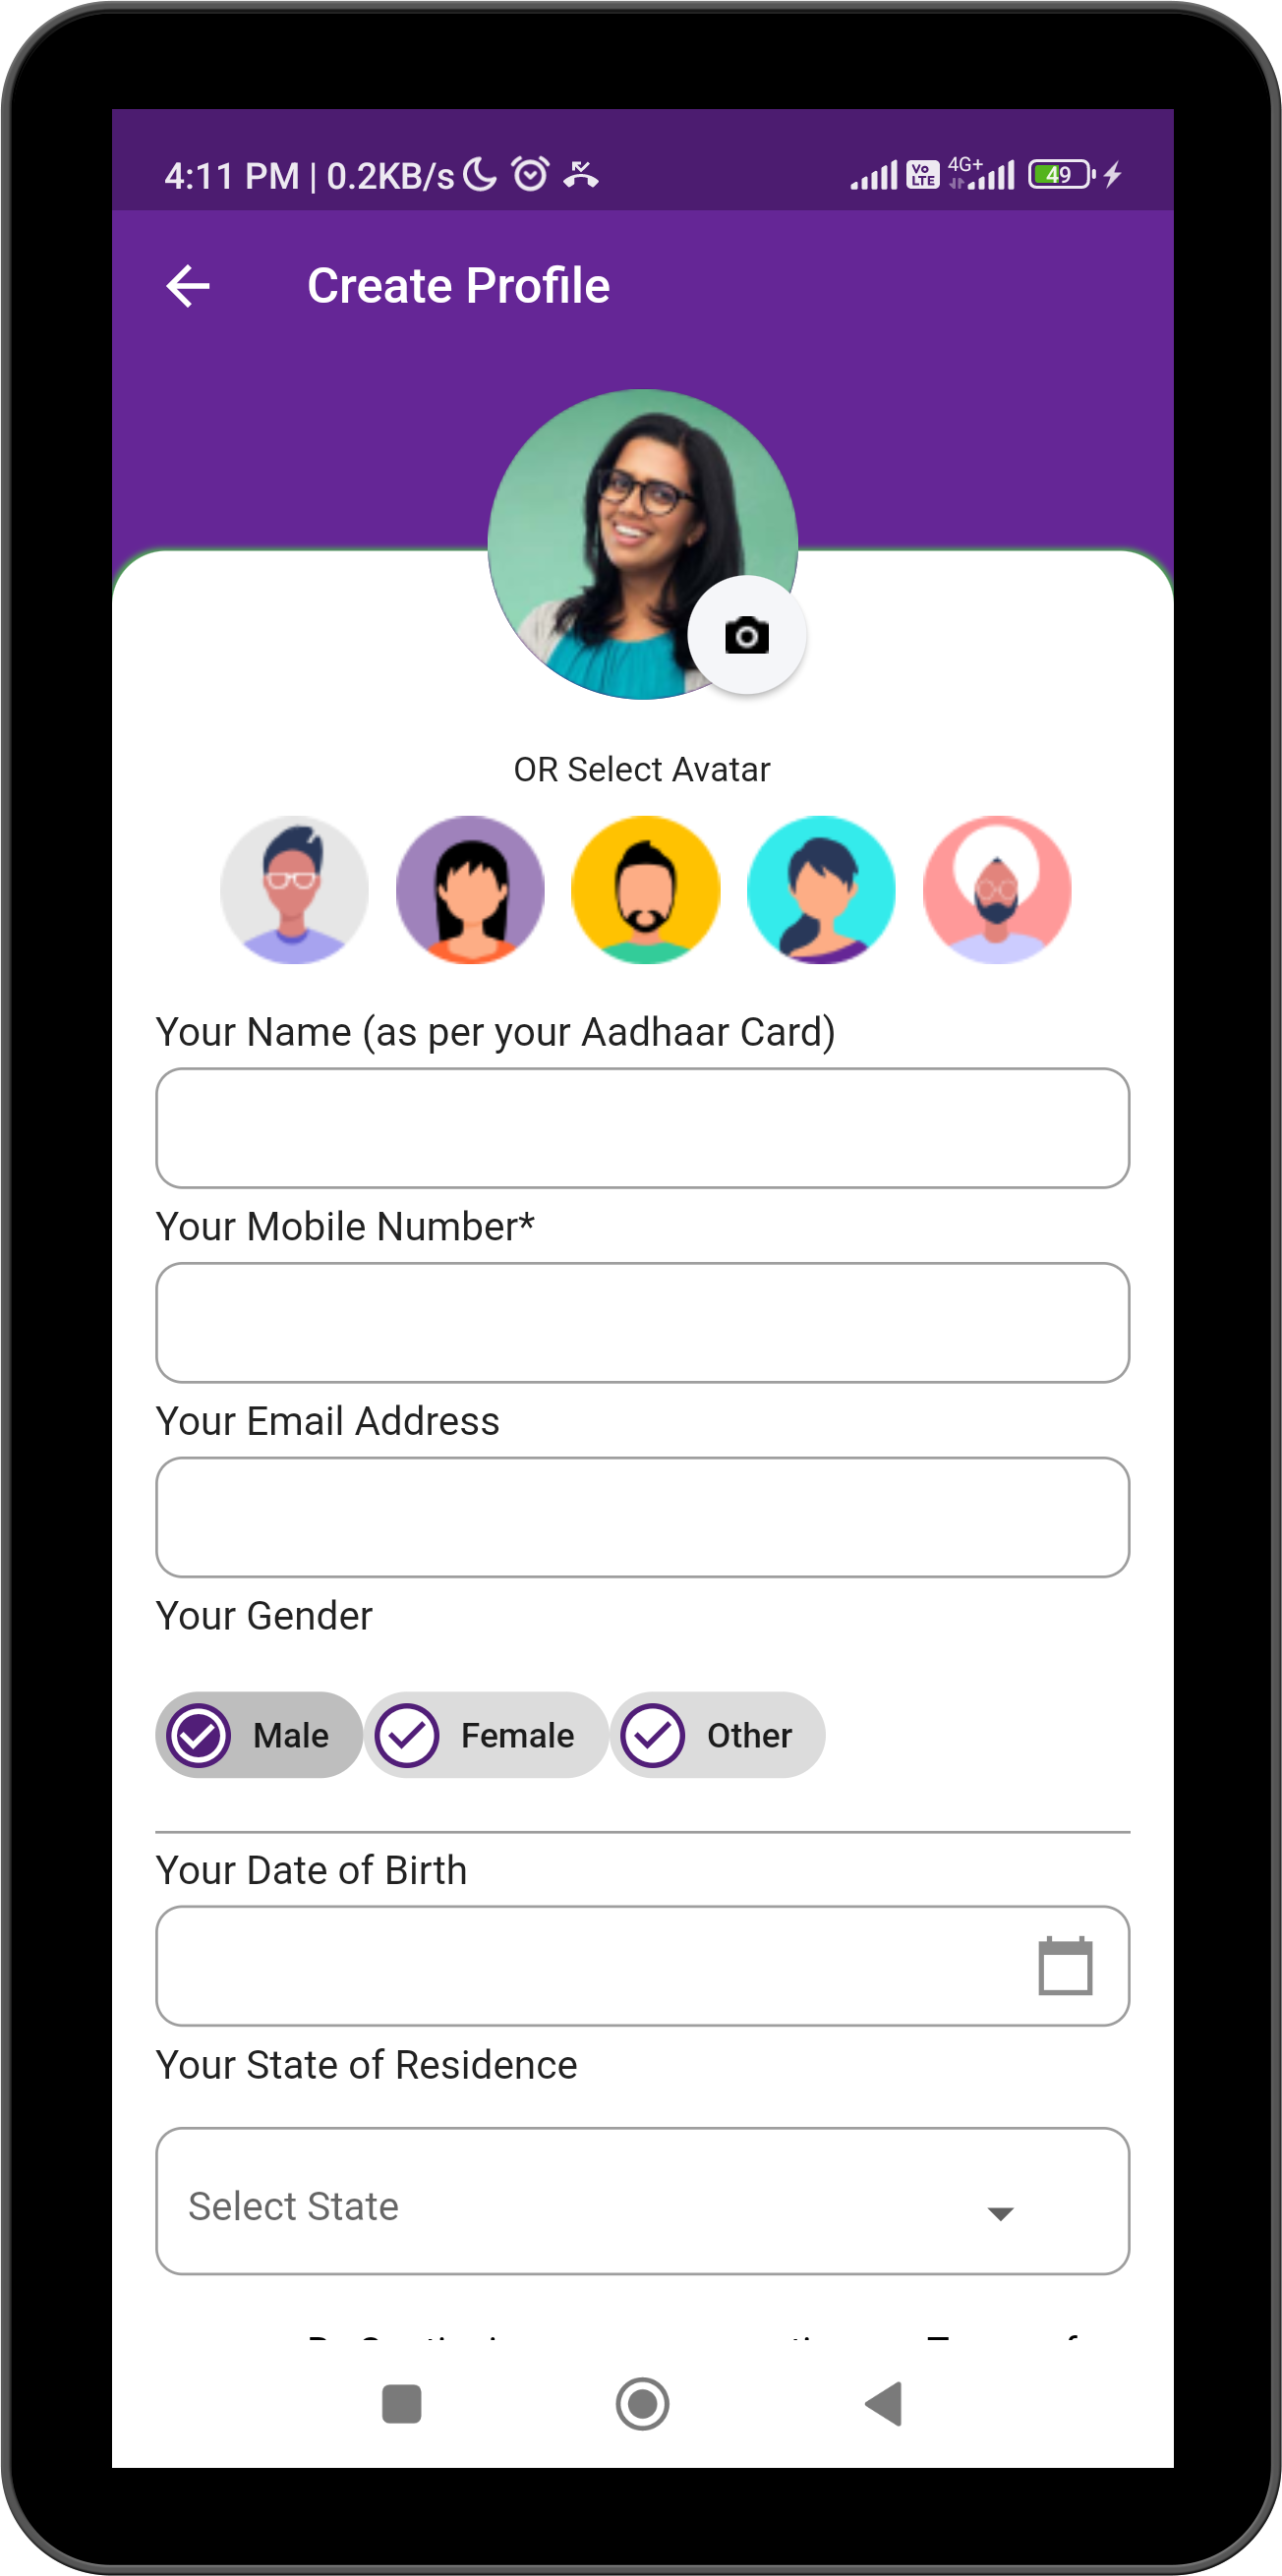 4:11 PM | 0.2KB/s
Vo LTE 4G+ 49
Create Profile
OR Select Avatar
Your Name (as per your Aadhaar Card)
Your Mobile Number*
Your Email Address
Your Gender
Male Female Other
Your Date of Birth
Your State of Residence
Select State